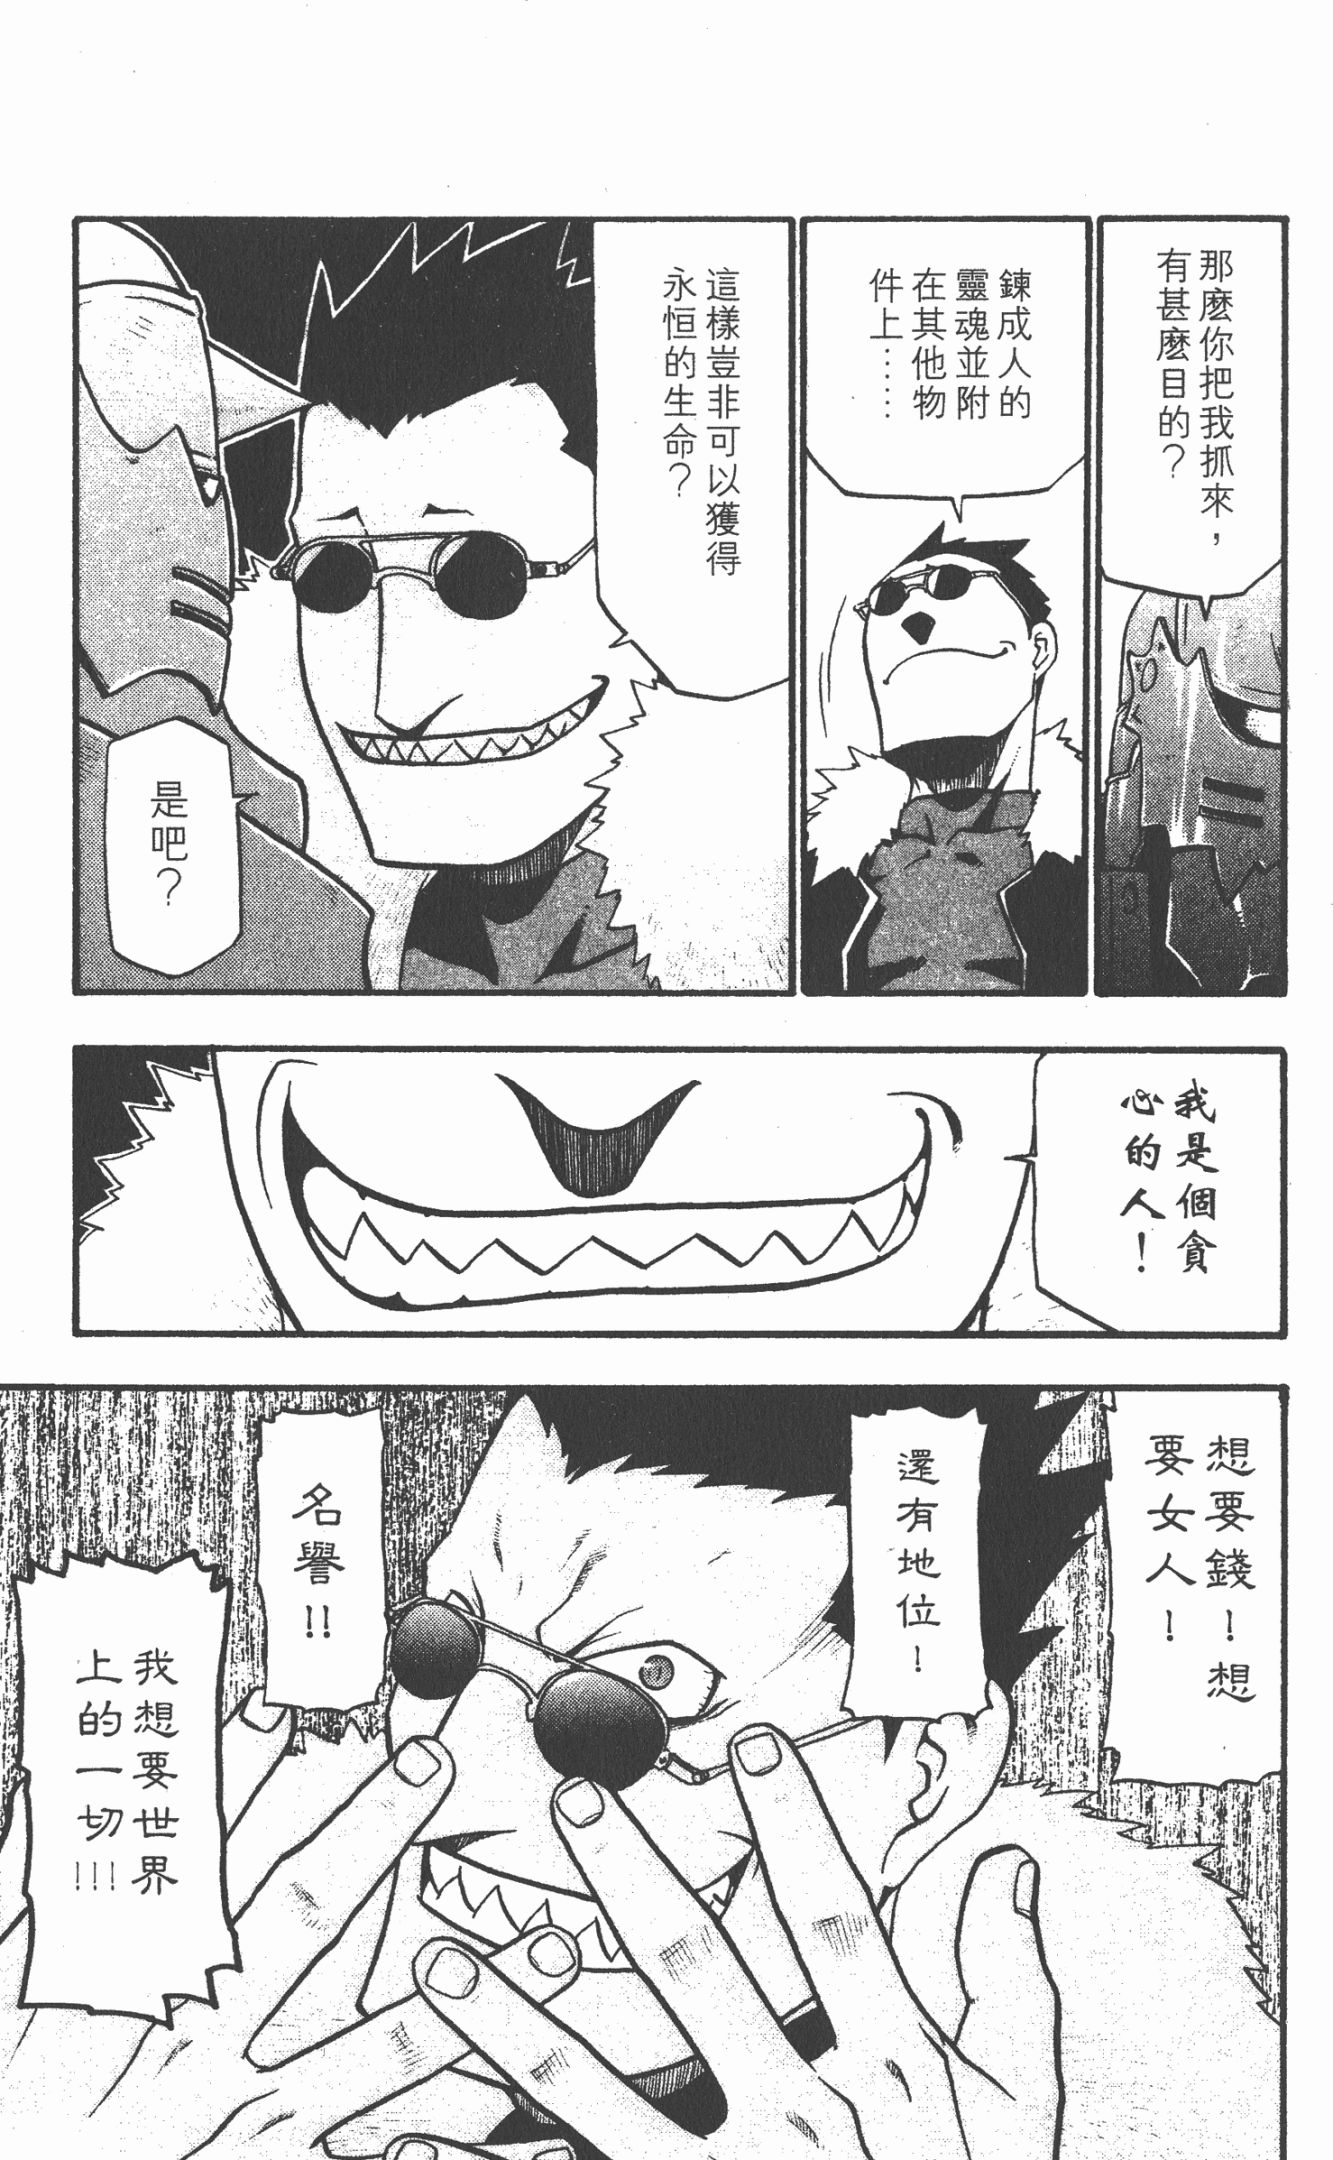 那麽你把我抓來，
有甚麽目的？
鍊成人的
靈魂並附
在其他物
件上……
這樣豈非可以獲得
永恒的生命？
是吧？
我是個貪
心的人！
想要錢！想
要女人！
還有地位！
名譽!!
我想要世界
上的一切!!!